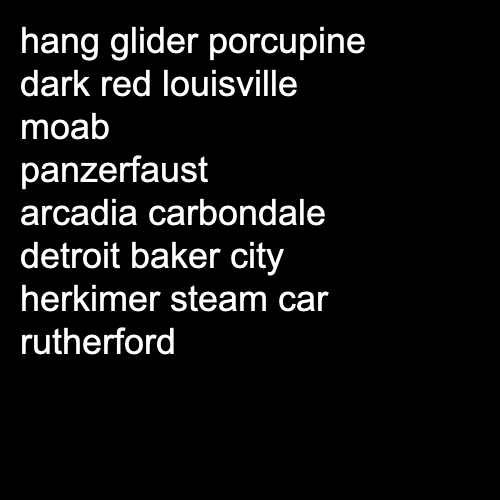 hang glider porcupine
dark red louisville
moab
panzerfaust
arcadia carbondale
detroit baker city
herkimer steam car
rutherford